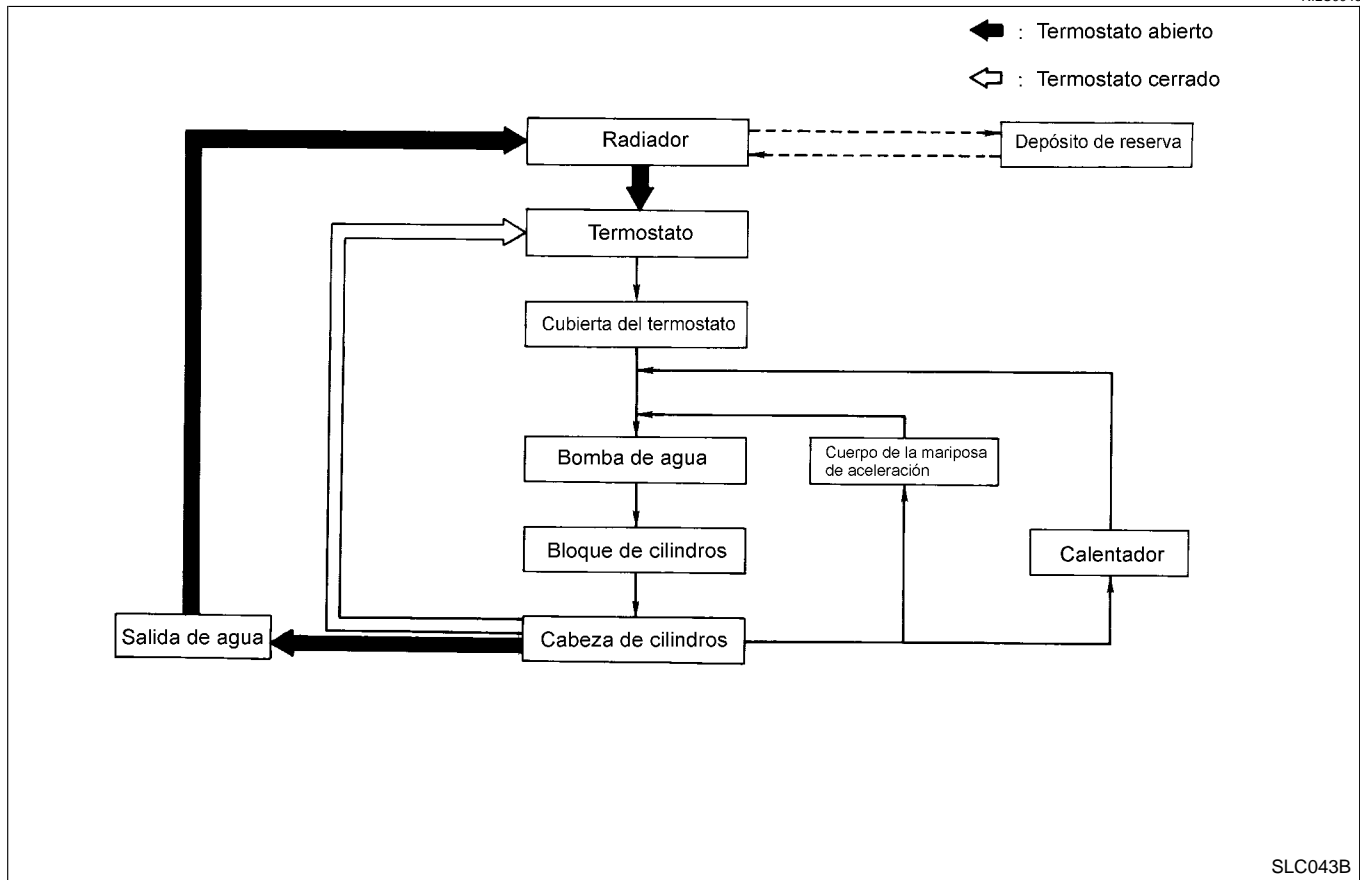 : Termostato abierto
: Termostato cerrado
Radiador
Depósito de reserva
Termostato
Cubierta del termostato
Bomba de agua
Cuerpo de la mariposa
de aceleración
Bloque de cilindros
Calentador
Salida de agua
Cabeza de cilindros
SLC043B